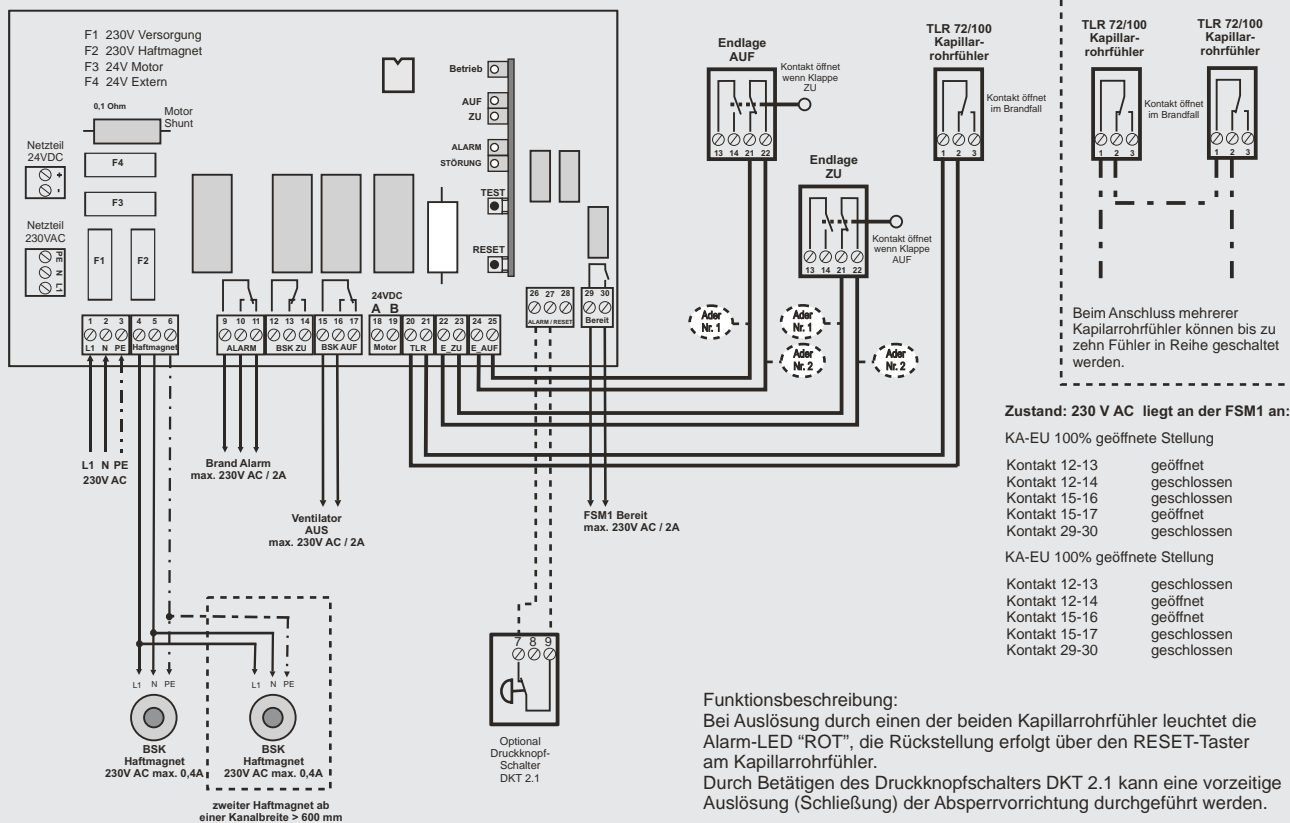 F1 230V Versorgung
F2 230V Haftmagnet
F3 24V Motor
F4 24V Extern
0,1 Ohm
Motor
Shunt
Netzteil
24VDC
+
-
F4
F3
Netzteil
230VAC
PE
N
L1
F1
F2
Betrieb
AUF
ZU
ALARM
STÖRUNG
TEST
RESET
24VDC
A B
1 2 3
L1 N PE
4 5 6
Haftmagnet
9 10 11
ALARM
12 13 14
BSK ZU
15 16 17
BSK AUF
18 19
Motor
20 21
TLR
22 23
E_ZU
24 25
E_AUF
26 27 28
ALARM / RESET
29 30
Bereit
L1 N PE
230V AC
Brand Alarm
max. 230V AC / 2A
Ventilator
AUS
max. 230V AC / 2A
FSM1 Bereit
max. 230V AC / 2A
L1 N PE
BSK
Haftmagnet
230V AC max. 0,4A
L1 N PE
BSK
Haftmagnet
230V AC max. 0,4A
zweiter Haftmagnet ab
einer Kanalbreite > 600 mm
7 8 9
Optional
Druckknopf-
Schalter
DKT 2.1
Endlage
AUF
Kontakt öffnet
wenn Klappe
ZU
13 14 21 22
Endlage
ZU
Kontakt öffnet
wenn Klappe
AUF
13 14 21 22
Ader
Nr. 1
Ader
Nr. 2
Ader
Nr. 1
Ader
Nr. 2
TLR 72/100
Kapillar-
rohrfühler
Kontakt öffnet
im Brandfall
1 2 3
TLR 72/100
Kapillar-
rohrfühler
Kontakt öffnet
im Brandfall
1 2 3
TLR 72/100
Kapillar-
rohrfühler
1 2 3
Beim Anschluss mehrerer
Kapilarrohrfühler können bis zu
zehn Fühler in Reihe geschaltet
werden.
Zustand: 230 V AC liegt an der FSM1 an:
KA-EU 100% geöffnete Stellung
Kontakt 12-13 geöffnet
Kontakt 12-14 geschlossen
Kontakt 15-16 geschlossen
Kontakt 15-17 geöffnet
Kontakt 29-30 geschlossen
KA-EU 100% geöffnete Stellung
Kontakt 12-13 geschlossen
Kontakt 12-14 geöffnet
Kontakt 15-16 geöffnet
Kontakt 15-17 geschlossen
Kontakt 29-30 geschlossen
Funktionsbeschreibung:
Bei Auslösung durch einen der beiden Kapillarrohrfühler leuchtet die
Alarm-LED “ROT”, die Rückstellung erfolgt über den RESET-Taster
am Kapillarrohrfühler.
Durch Betätigen des Druckknopfschalters DKT 2.1 kann eine vorzeitige
Auslösung (Schließung) der Absperrvorrichtung durchgeführt werden.